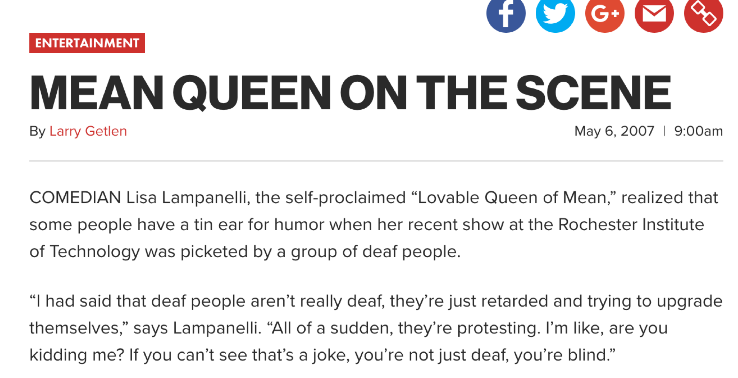 ENTERTAINMENT
MEAN QUEEN ON THE SCENE
By Larry Getlen
May 6, 2007 | 9:00am
COMEDIAN Lisa Lampanelli, the self-proclaimed “Lovable Queen of Mean,” realized that
some people have a tin ear for humor when her recent show at the Rochester Institute
of Technology was picketed by a group of deaf people.
“I had said that deaf people aren’t really deaf, they’re just retarded and trying to upgrade
themselves,” says Lampanelli. “All of a sudden, they’re protesting. I’m like, are you
kidding me? If you can’t see that’s a joke, you’re not just deaf, you’re blind.”